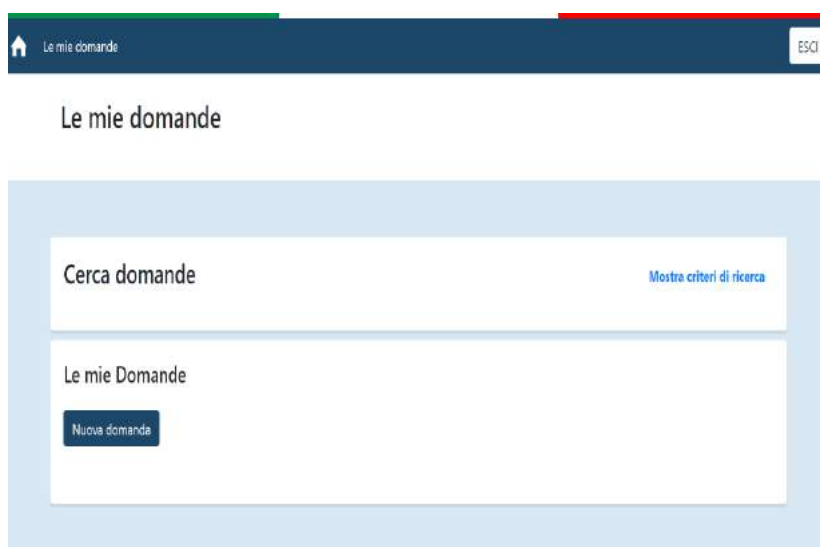 Le mie domande
ESCI
Le mie domande
Cerca domande
Mostra criteri di ricerca
Le mie Domande
Nuova domanda